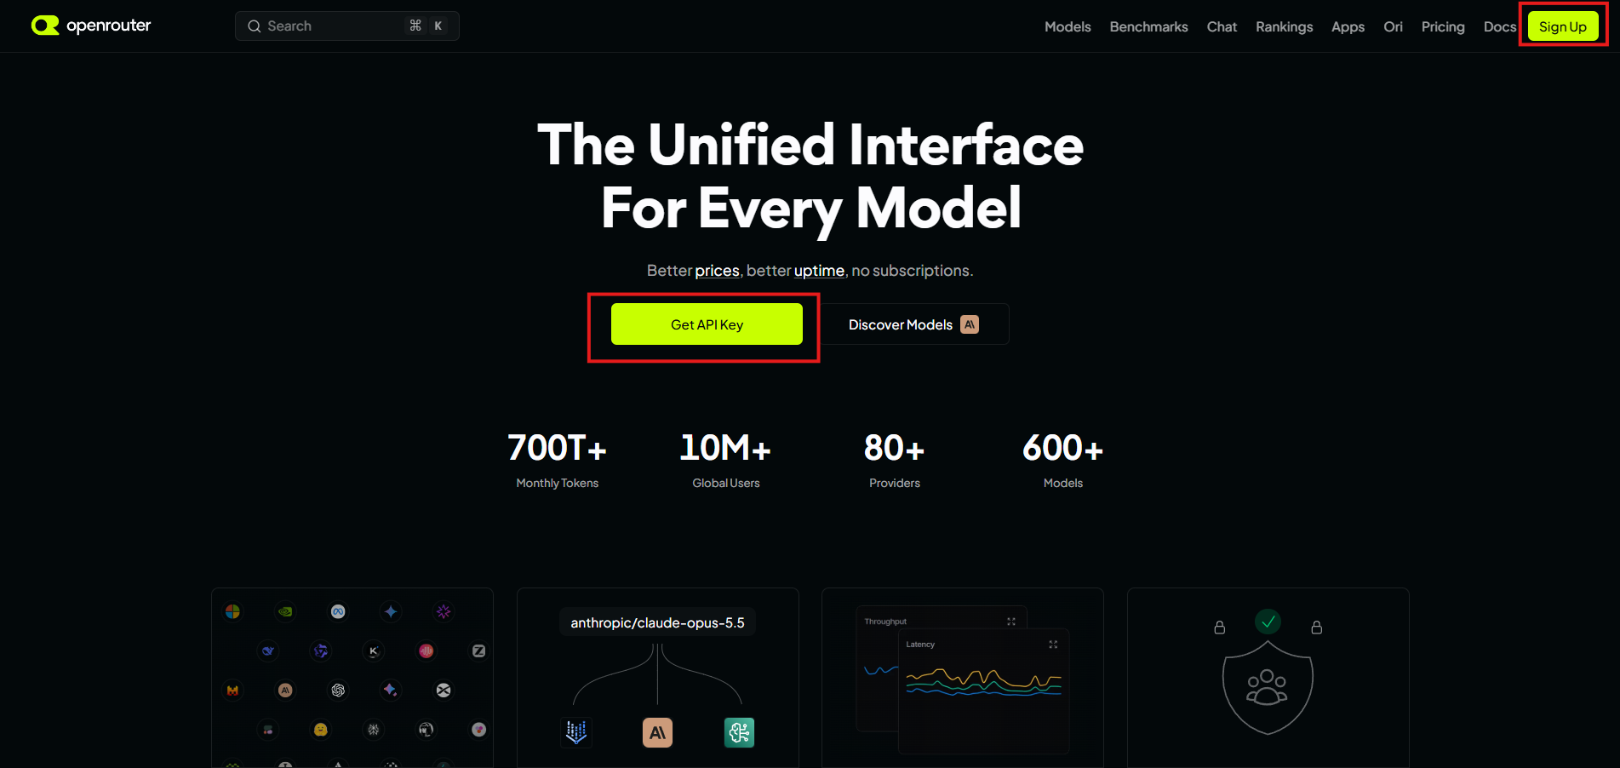 openrouter
Search
⌘ K
Models
Benchmarks
Chat
Rankings
Apps
Ori
Pricing
Docs
Sign Up
The Unified Interface
For Every Model
Better prices, better uptime, no subscriptions.
Get API Key
Discover Models
700T+
Monthly Tokens
10M+
Global Users
80+
Providers
600+
Models
anthropic/claude-opus-5.5
Throughput
Latency